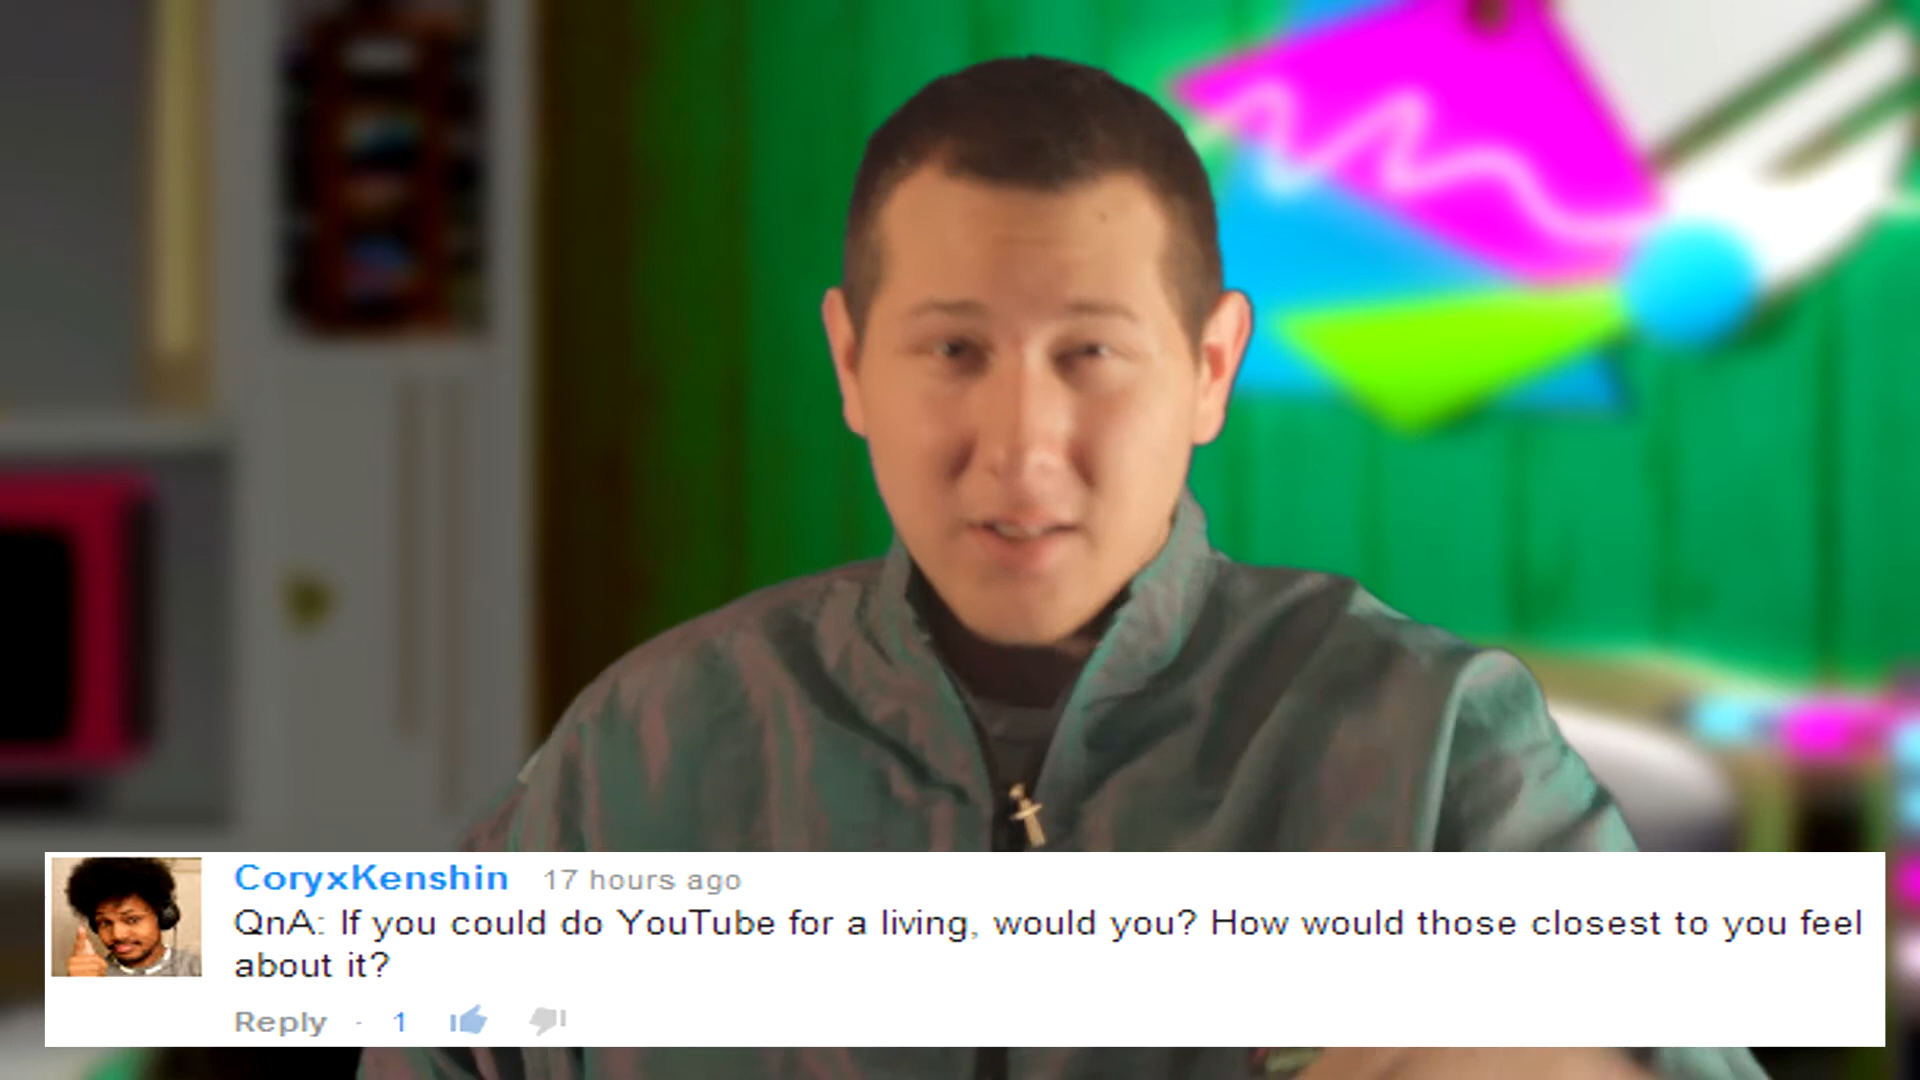 CoryxKenshin 17 hours ago
QnA: If you could do YouTube for a living, would you? How would those closest to you feel
about it?
Reply · 1